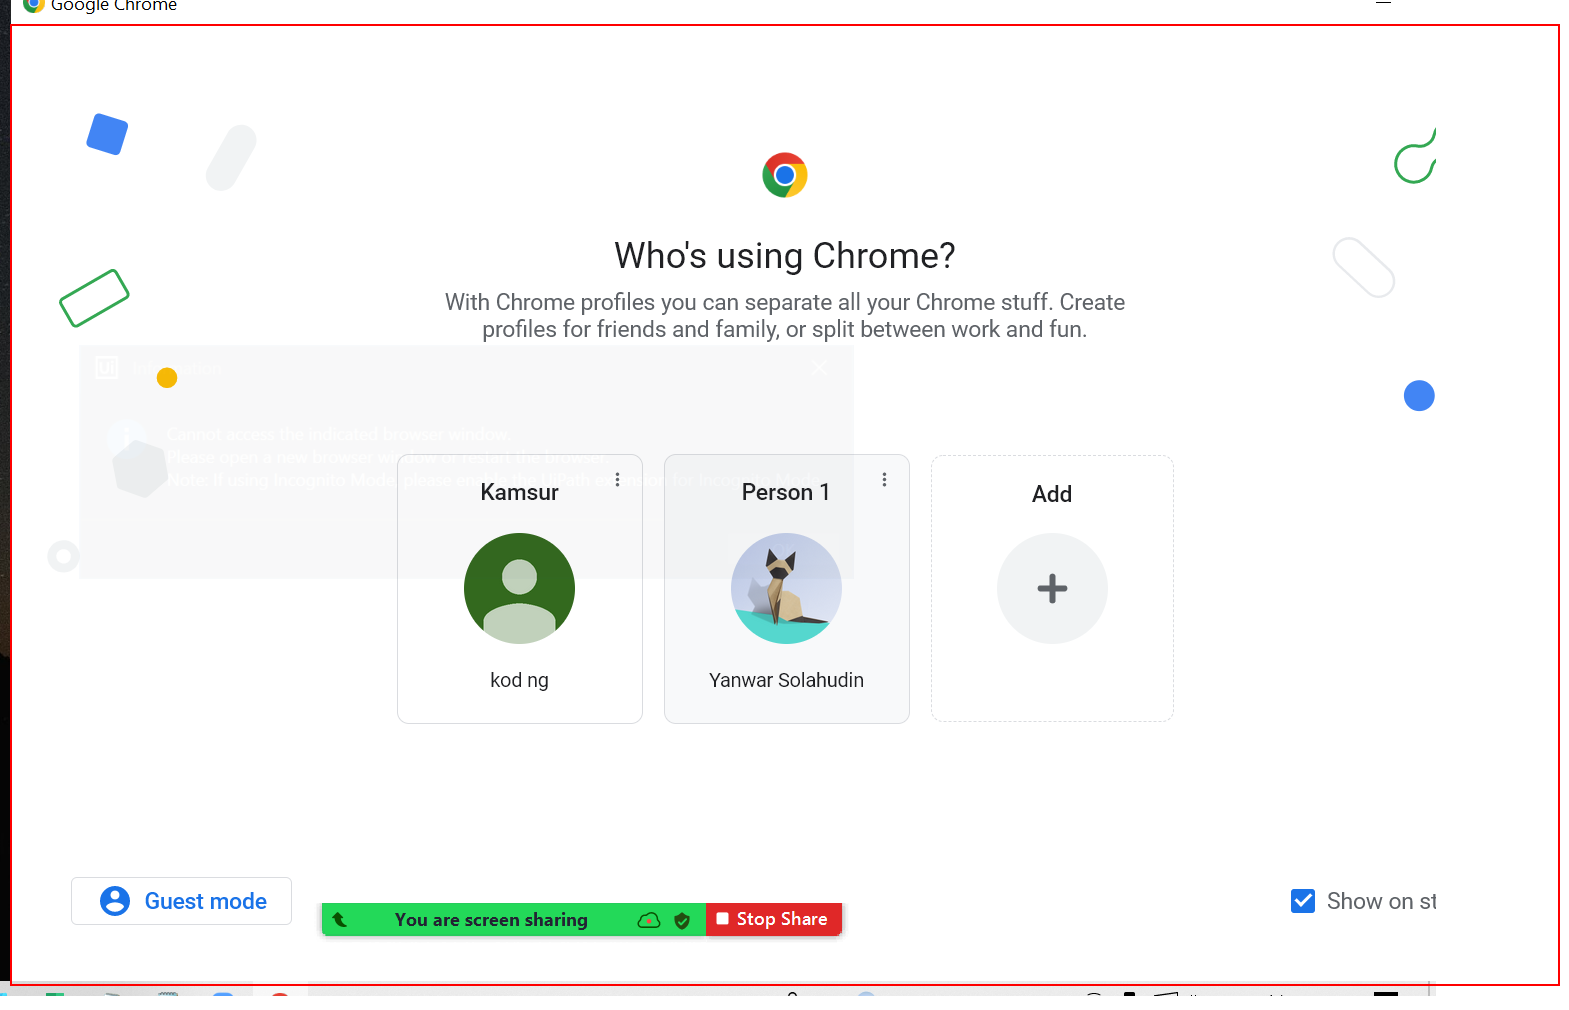 Google Chrome
Who's using Chrome?
With Chrome profiles you can separate all your Chrome stuff. Create
profiles for friends and family, or split between work and fun.
Ui
Cannot access the indicated browser window.
Please open a new browser window or restart the browser.
Note: If using Incognito Mode, please enable the UiPath extension for Incognito
Kamsur
kod ng
Person 1
Yanwar Solahudin
Add
Guest mode
You are screen sharing
Stop Share
Show on st